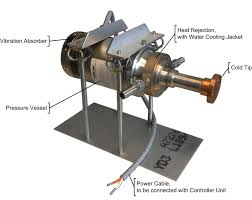 Heat Rejection,
with Water Cooling Jacket
Vibration Absorber
Cold Tip
Pressure Vessel
Power Cable,
to be connected with Controller Unit